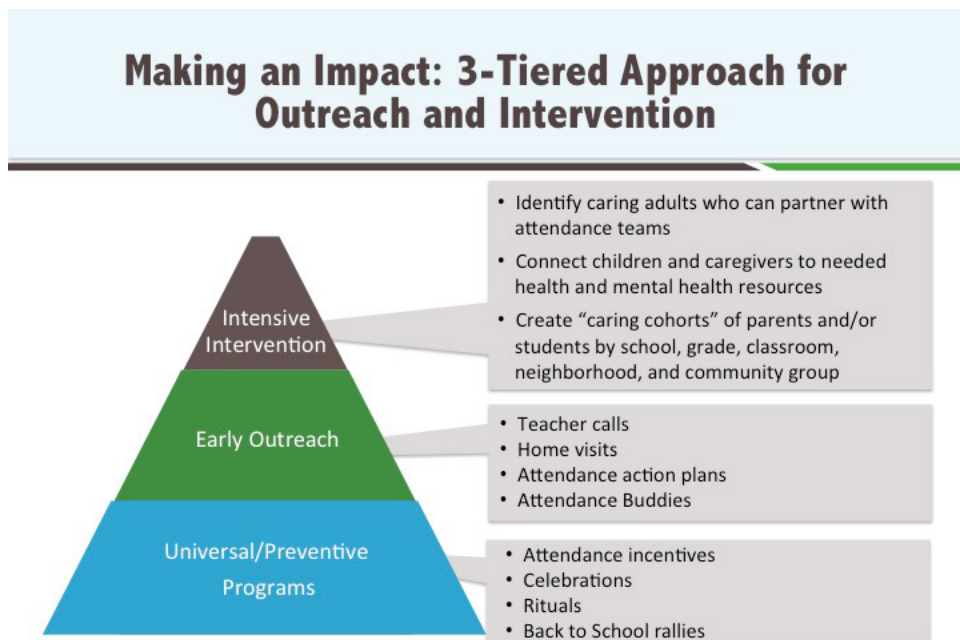 Making an Impact: 3-Tiered Approach for
Outreach and Intervention
Intensive
Intervention
• Identify caring adults who can partner with
attendance teams
• Connect children and caregivers to needed
health and mental health resources
• Create “caring cohorts” of parents and/or
students by school, grade, classroom,
neighborhood, and community group
Early Outreach
• Teacher calls
• Home visits
• Attendance action plans
• Attendance Buddies
Universal/Preventive
Programs
• Attendance incentives
• Celebrations
• Rituals
• Back to School rallies